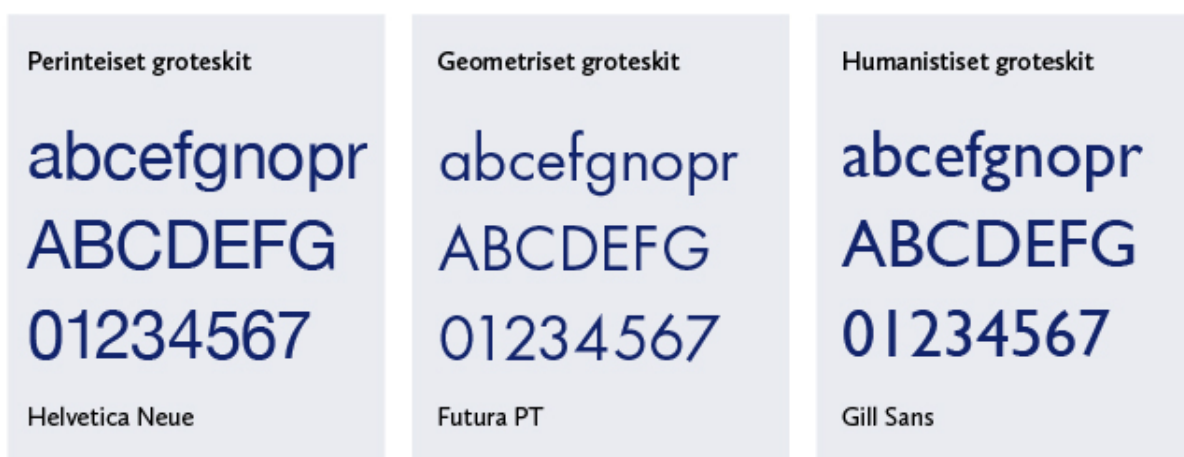 Perinteiset groteskit
abcefgnopr
ABCDEFG
01234567
Helvetica Neue
Geometriset groteskit
abcefgnopr
ABCDEFG
01234567
Futura PT
Humanistiset groteskit
abcefgnopr
ABCDEFG
01234567
Gill Sans